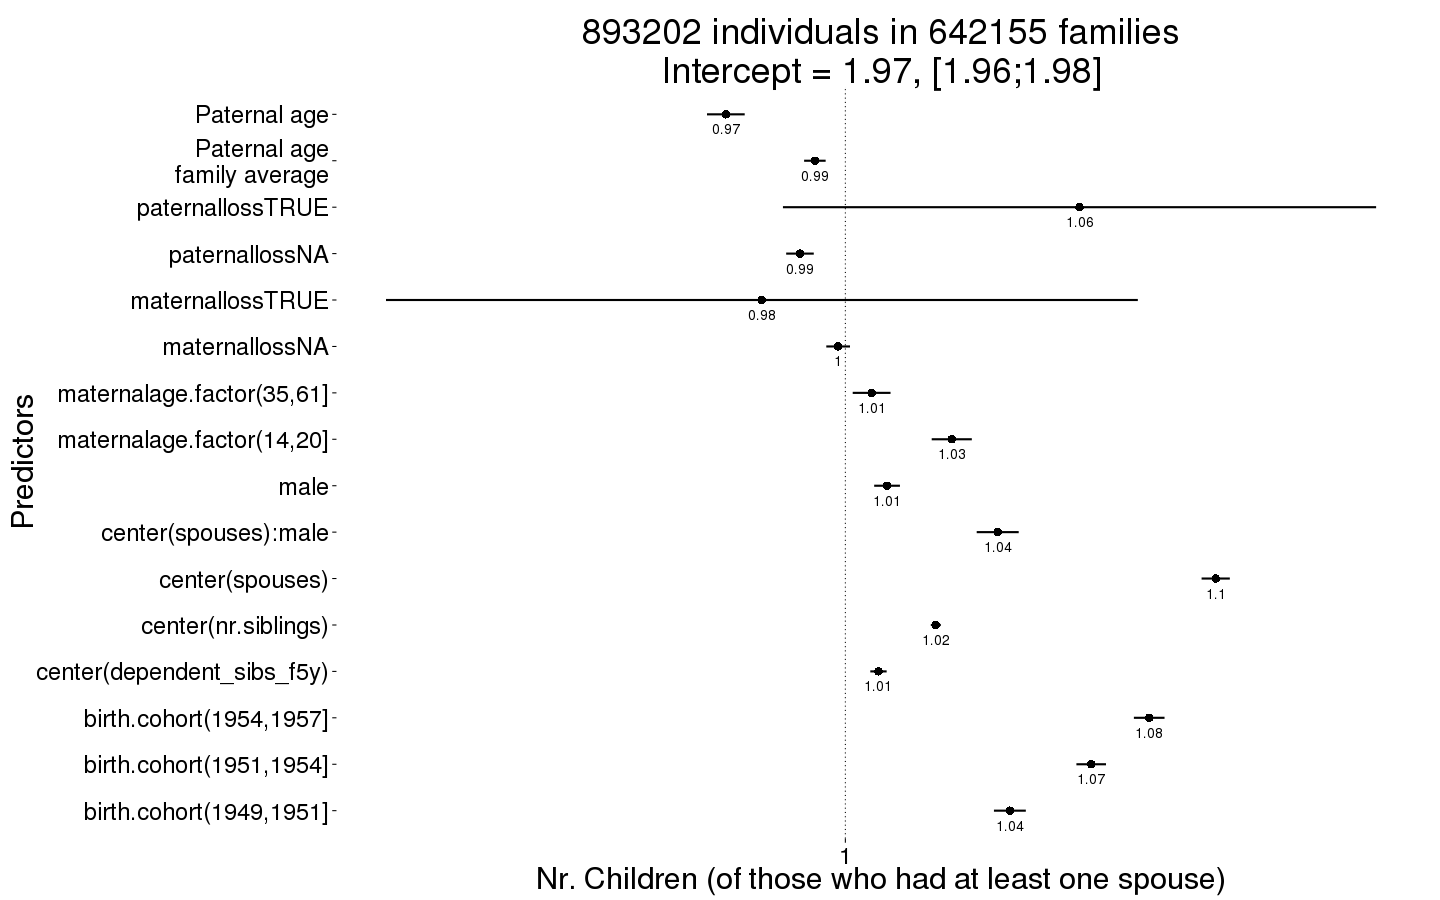 893202 individuals in 642155 families
Intercept = 1.97, [1.96;1.98]
Predictors
Paternal age
0.97
Paternal age
family average
0.99
paternallossTRUE
1.06
paternallossNA
0.99
maternallossTRUE
0.98
maternallossNA
1
maternalage.factor(35,61]
1.01
maternalage.factor(14,20]
1.03
male
1.01
center(spouses):male
1.04
center(spouses)
1.1
center(nr.siblings)
1.02
center(dependent_sibs_f5y)
1.01
birth.cohort(1954,1957]
1.08
birth.cohort(1951,1954]
1.07
birth.cohort(1949,1951]
1.04
1
Nr. Children (of those who had at least one spouse)